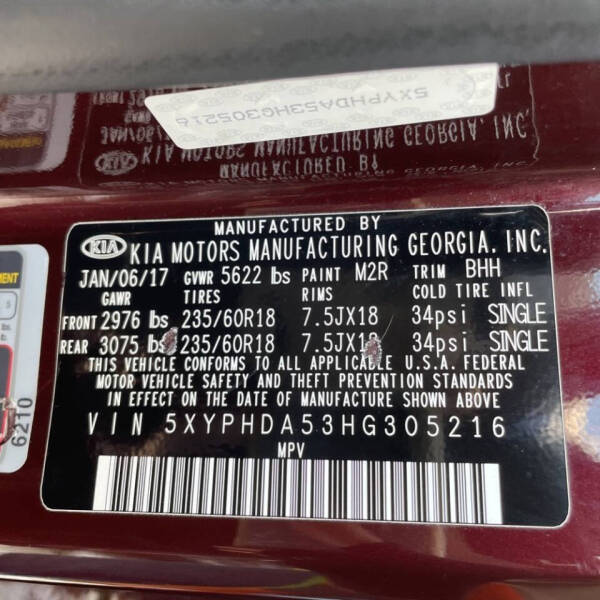 5XYPHDA53HG305216
KIA MOTORS MANUFACTURING GEORGIA, INC.
MANUFACTURED BY
MANUFACTURED BY
KIA KIA MOTORS MANUFACTURING GEORGIA. INC.
JAN/06/17 GVWR 5622 lbs PAINT M2R TRIM BHH
GAWR TIRES RIMS COLD TIRE INFL
FRONT 2976 lbs 235/60R18 7.5JX18 34psi SINGLE
REAR 3075 lbs 235/60R18 7.5JX18 34psi SINGLE
THIS VEHICLE CONFORMS TO ALL APPLICABLE U.S.A. FEDERAL
MOTOR VEHICLE SAFETY AND THEFT PREVENTION STANDARDS
IN EFFECT ON THE DATE OF MANUFACTURE SHOWN ABOVE
VIN 5XYPHDA53HG305216
MPV
6210